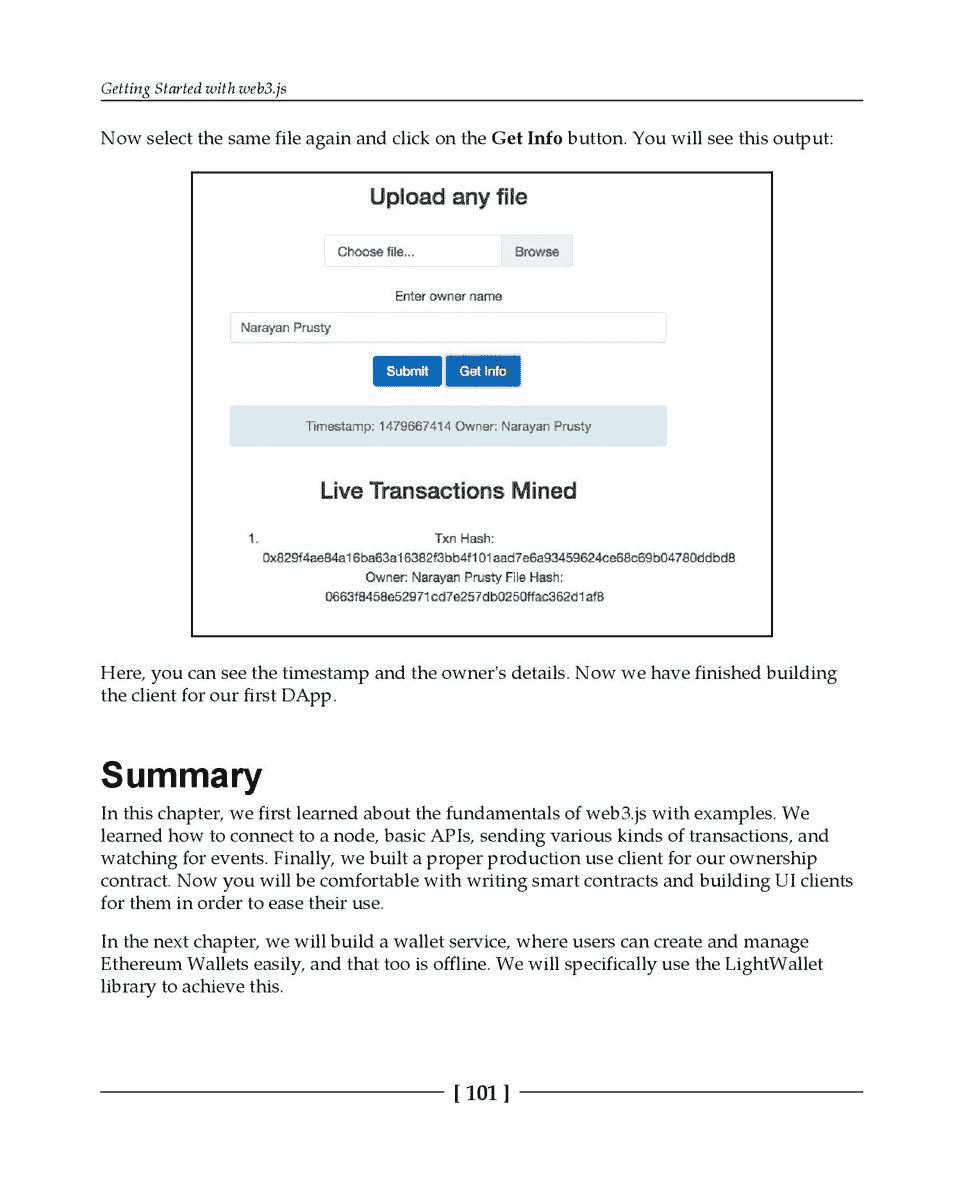 Getting Started with web3.js
Now select the same file again and click on the Get Info button. You will see this output:
Upload any file
Choose file... Browse
Enter owner name
Narayan Prusty
Submit Get Info
Timestamp: 1479667414 Owner: Narayan Prusty
Live Transactions Mined
1. Txn Hash:
0x829f4ae84a16ba63a16382f3bb4f101aad7e6a93459624ce68c69b04780ddbd8
Owner: Narayan Prusty File Hash:
0663f8458e52971cd7e257db0250ffac362d1af8
Here, you can see the timestamp and the owner's details. Now we have finished building
the client for our first DApp.
Summary
In this chapter, we first learned about the fundamentals of web3.js with examples. We
learned how to connect to a node, basic APIs, sending various kinds of transactions, and
watching for events. Finally, we built a proper production use client for our ownership
contract. Now you will be comfortable with writing smart contracts and building UI clients
for them in order to ease their use.
In the next chapter, we will build a wallet service, where users can create and manage
Ethereum Wallets easily, and that too is offline. We will specifically use the LightWallet
library to achieve this.
[ 101 ]